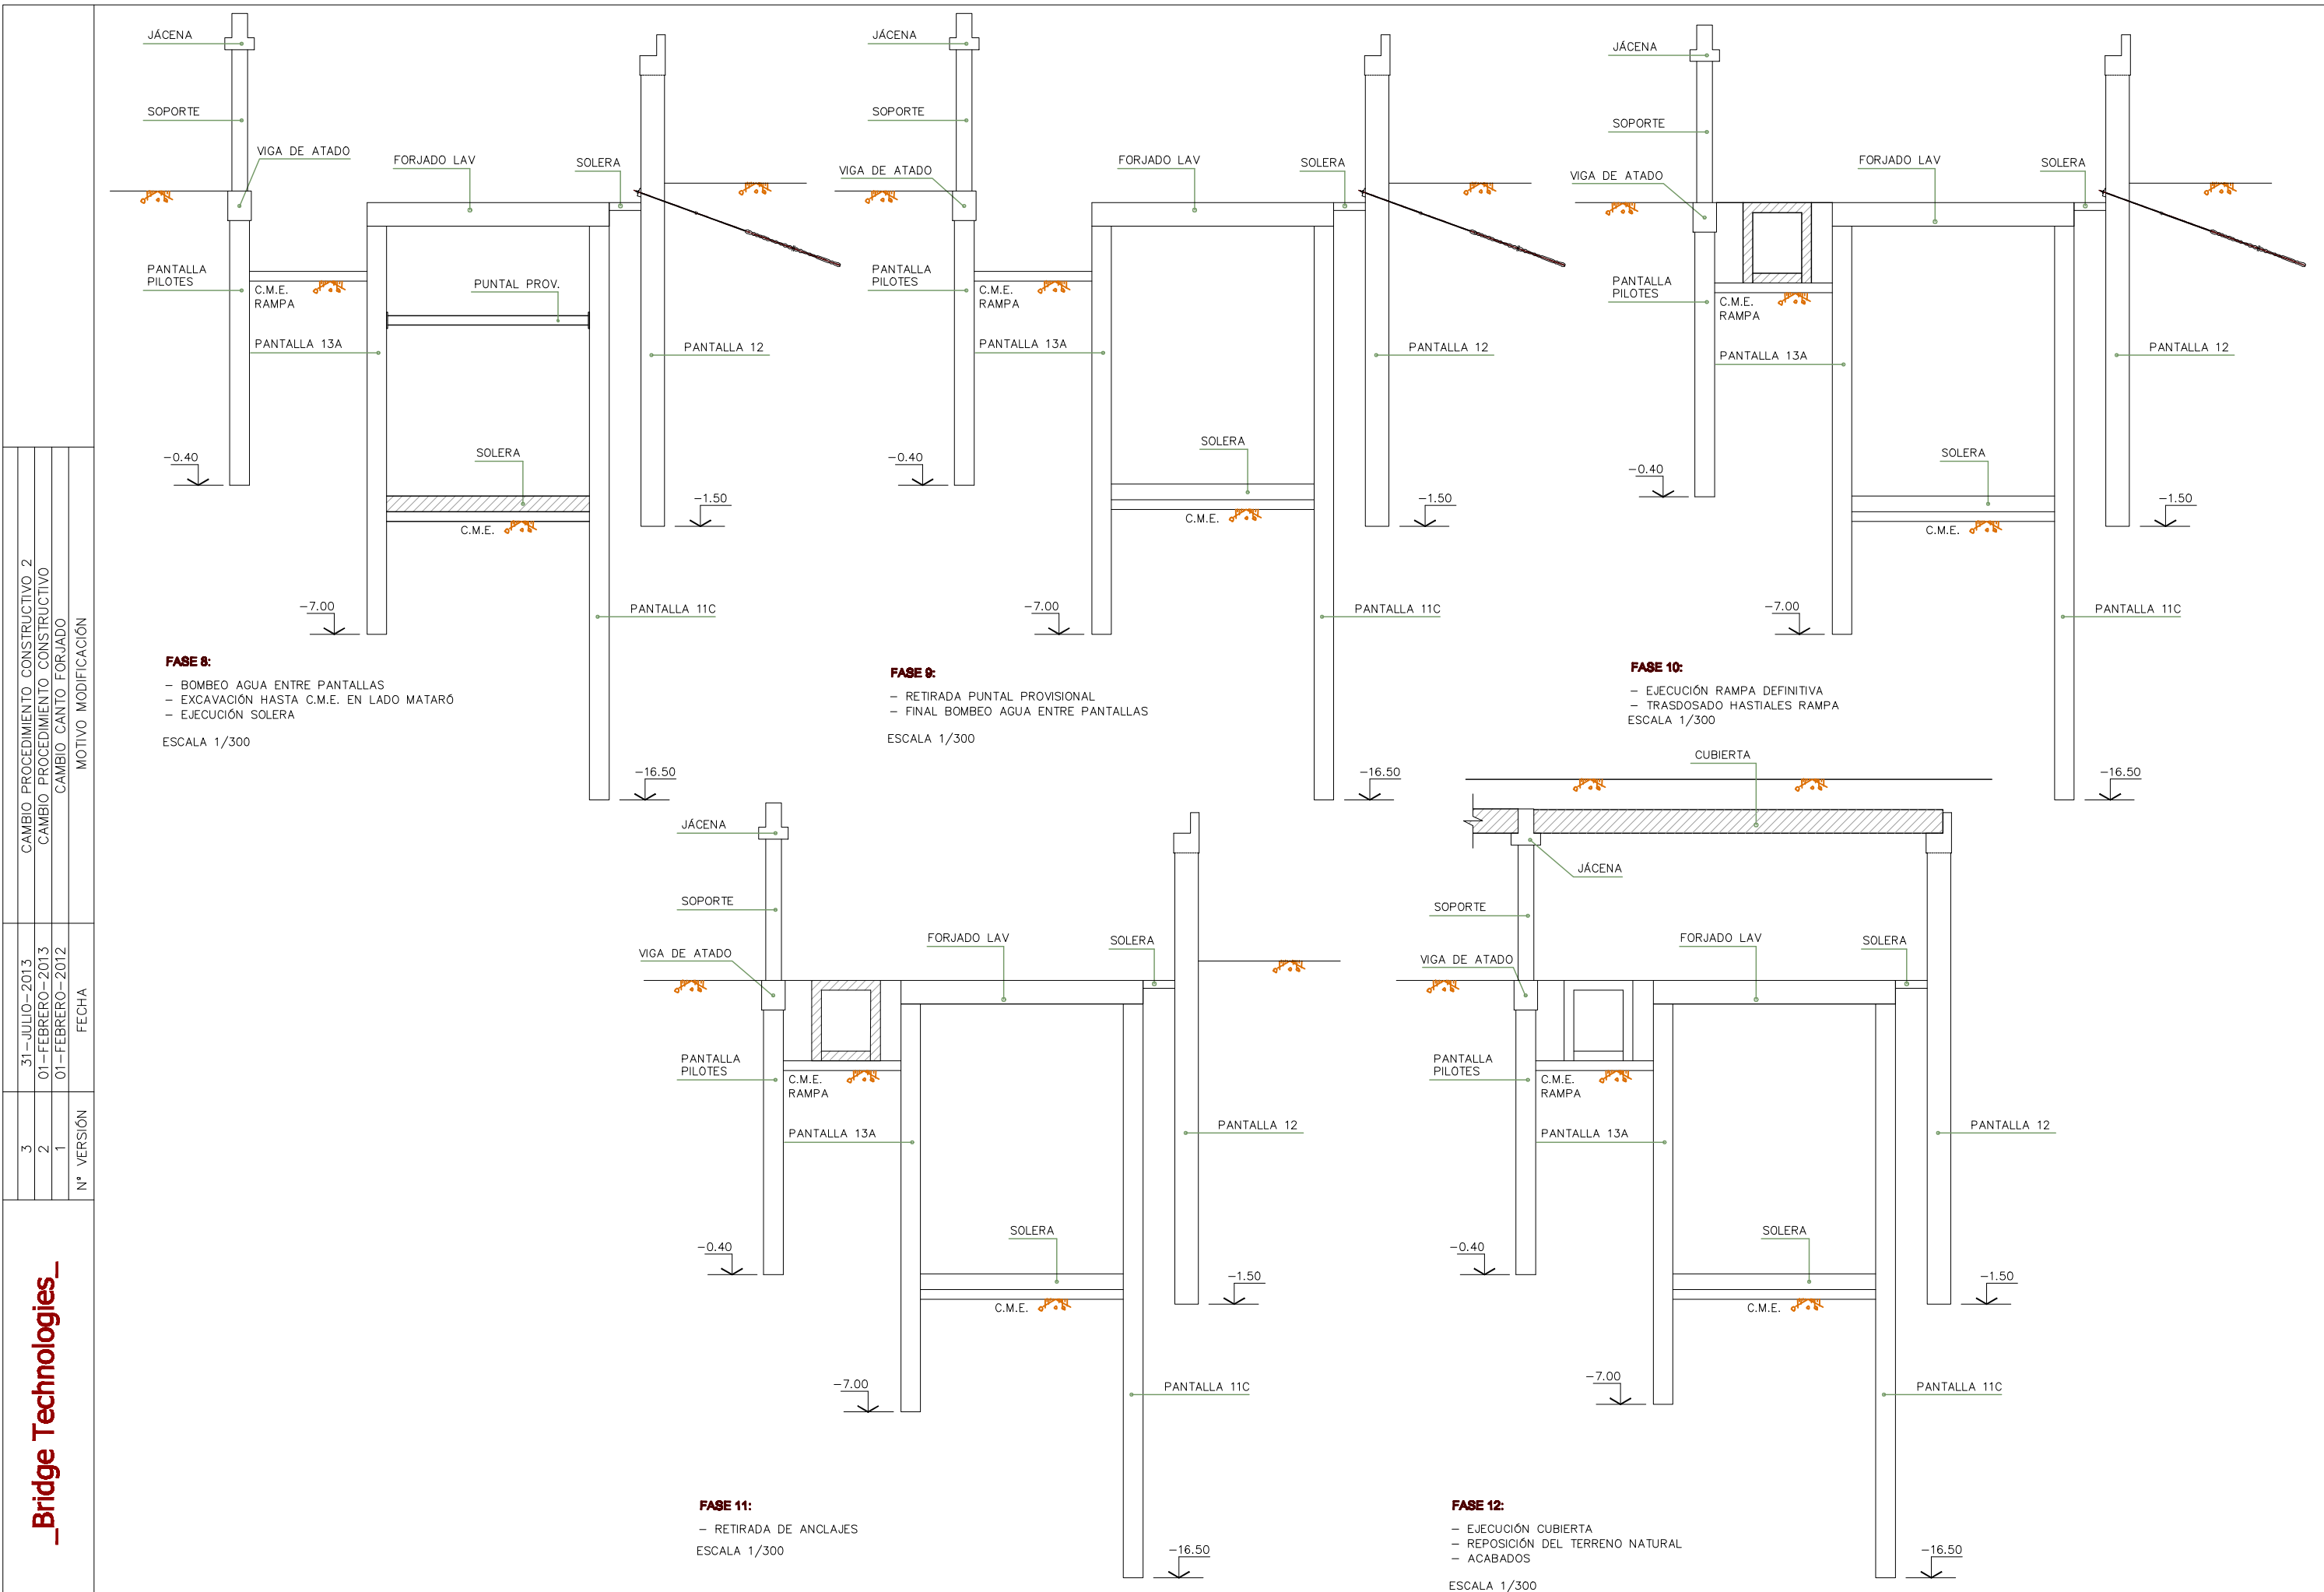 JÁCENA
SOPORTE
VIGA DE ATADO
FORJADO LAV
SOLERA
PANTALLA
PILOTES
C.M.E.
RAMPA
PUNTAL PROV.
PANTALLA 13A
PANTALLA 12
SOLERA
-0.40
-1.50
C.M.E.
-7.00
PANTALLA 11C
-16.50
FASE 8:
- BOMBEO AGUA ENTRE PANTALLAS
- EXCAVACIÓN HASTA C.M.E. EN LADO MATARÓ
- EJECUCIÓN SOLERA
ESCALA 1/300
JÁCENA
SOPORTE
VIGA DE ATADO
FORJADO LAV
SOLERA
PANTALLA
PILOTES
C.M.E.
RAMPA
PANTALLA 13A
PANTALLA 12
SOLERA
-0.40
-1.50
C.M.E.
-7.00
PANTALLA 11C
-16.50
FASE 9:
- RETIRADA PUNTAL PROVISIONAL
- FINAL BOMBEO AGUA ENTRE PANTALLAS
ESCALA 1/300
JÁCENA
SOPORTE
VIGA DE ATADO
FORJADO LAV
SOLERA
PANTALLA
PILOTES
C.M.E.
RAMPA
PANTALLA 13A
PANTALLA 12
SOLERA
-0.40
-1.50
C.M.E.
-7.00
PANTALLA 11C
-16.50
FASE 10:
- EJECUCIÓN RAMPA DEFINITIVA
- TRASDOSADO HASTIALES RAMPA
ESCALA 1/300
JÁCENA
SOPORTE
VIGA DE ATADO
FORJADO LAV
SOLERA
PANTALLA
PILOTES
C.M.E.
RAMPA
PANTALLA 13A
PANTALLA 12
SOLERA
-0.40
-1.50
C.M.E.
-7.00
PANTALLA 11C
-16.50
FASE 11:
- RETIRADA DE ANCLAJES
ESCALA 1/300
CUBIERTA
JÁCENA
SOPORTE
VIGA DE ATADO
FORJADO LAV
SOLERA
PANTALLA
PILOTES
C.M.E.
RAMPA
PANTALLA 13A
PANTALLA 12
SOLERA
-0.40
-1.50
C.M.E.
-7.00
PANTALLA 11C
-16.50
FASE 12:
- EJECUCIÓN CUBIERTA
- REPOSICIÓN DEL TERRENO NATURAL
- ACABADOS
ESCALA 1/300
3 31-JULIO-2013 CAMBIO PROCEDIMIENTO CONSTRUCTIVO 2
2 01-FEBRERO-2013 CAMBIO PROCEDIMIENTO CONSTRUCTIVO
1 01-FEBRERO-2012 CAMBIO CANTO FORJADO
Nº VERSIÓN FECHA MOTIVO MODIFICACIÓN
_Bridge Technologies_